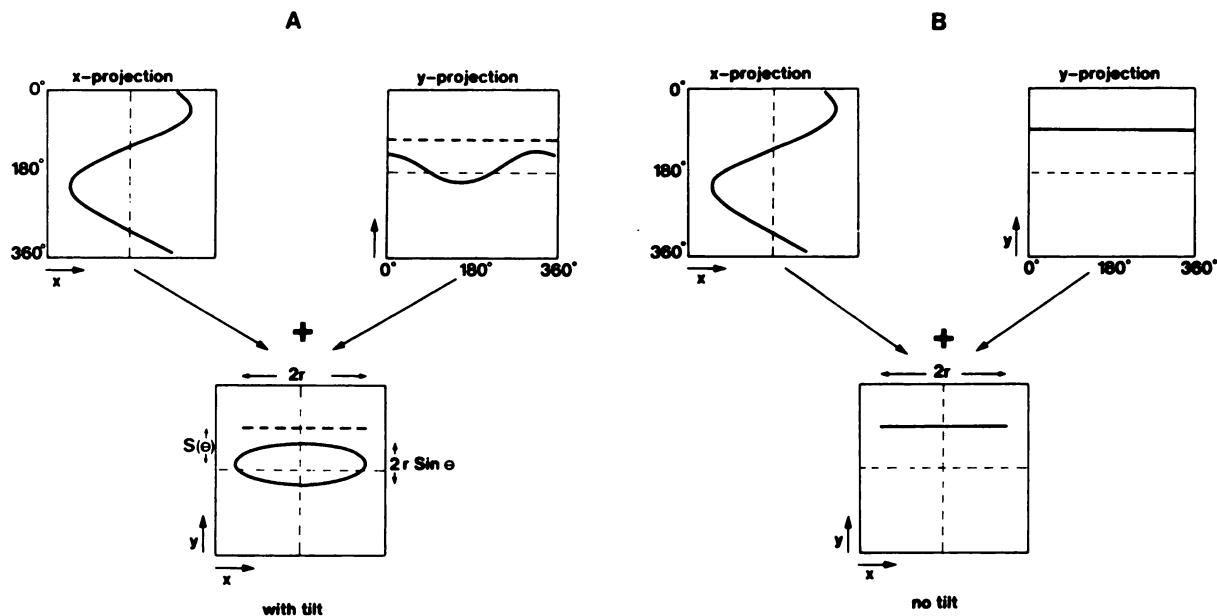 A
x-projection
y-projection
0°
180°
360°
x
0° 180° 360°
+
2r
S(ө)
2 r Sin ө
y
x
with tilt
B
x-projection
y-projection
0°
180°
360°
x
y
0° 180° 360°
+
2r
y
x
no tilt